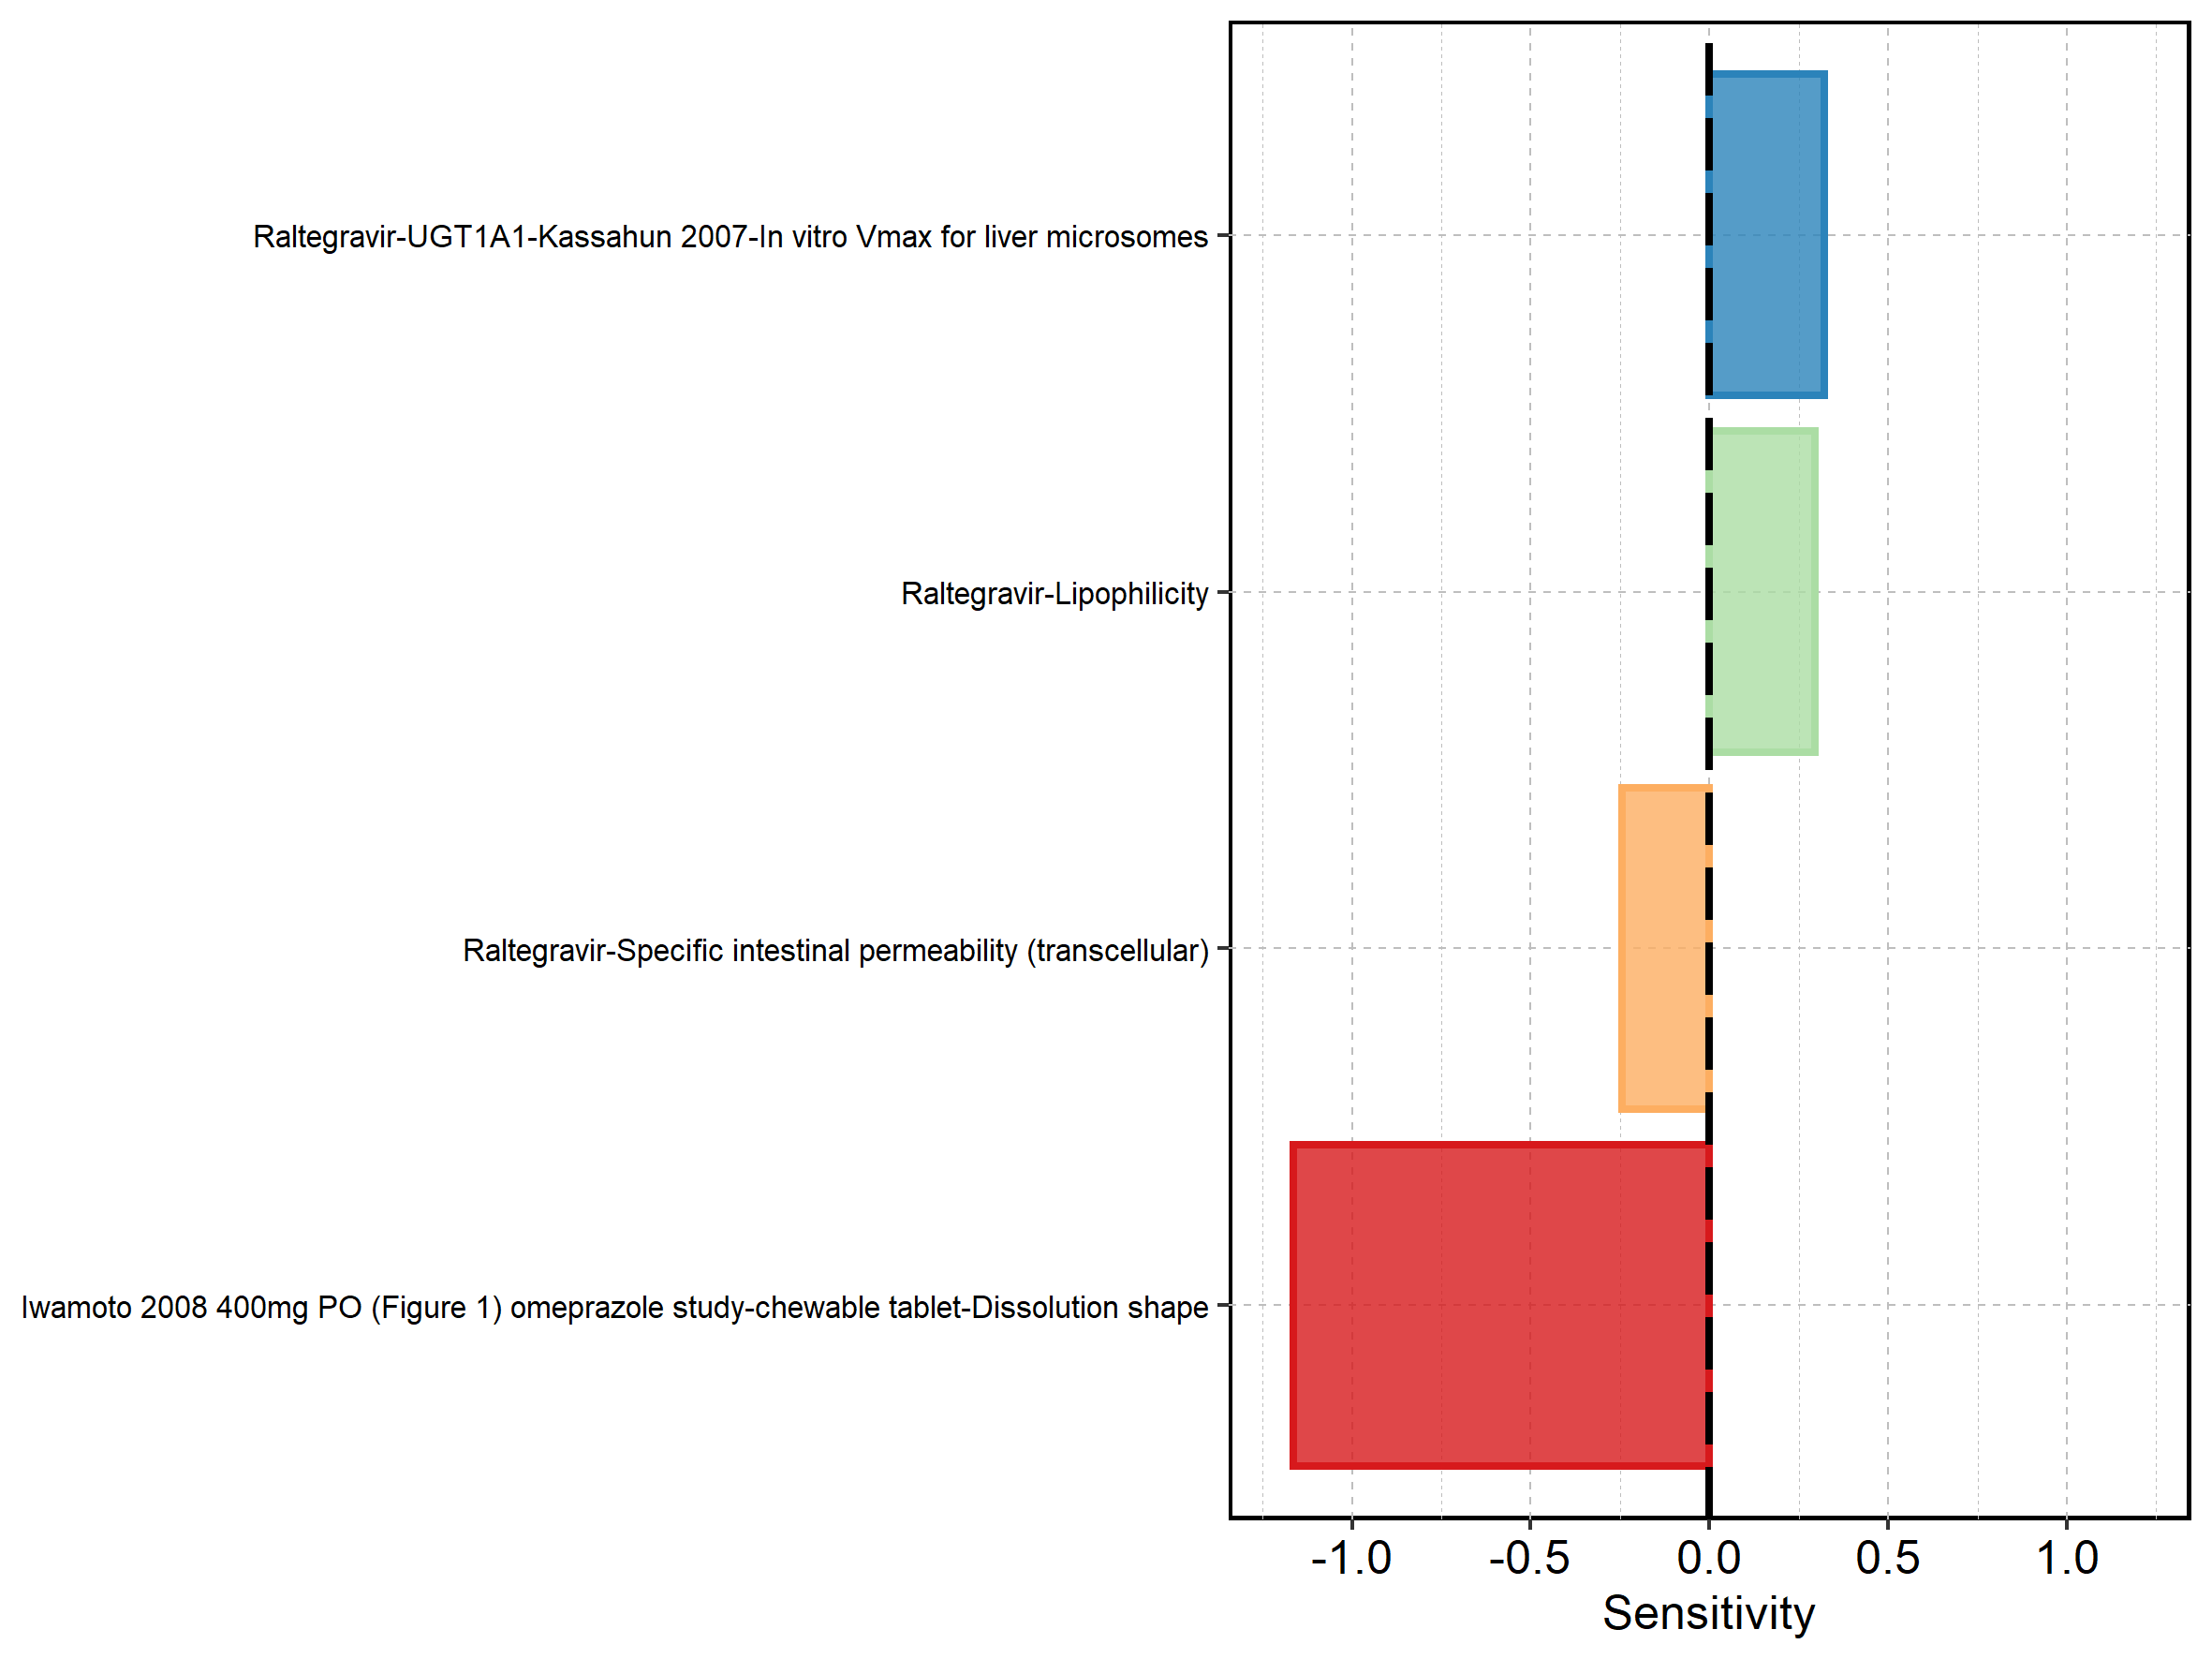 Raltegravir-UGT1A1-Kassahun 2007-In vitro Vmax for liver microsomes
Raltegravir-Lipophilicity
Raltegravir-Specific intestinal permeability (transcellular)
Iwamoto 2008 400mg PO (Figure 1) omeprazole study-chewable tablet-Dissolution shape
-1.0 -0.5 0.0 0.5 1.0
Sensitivity